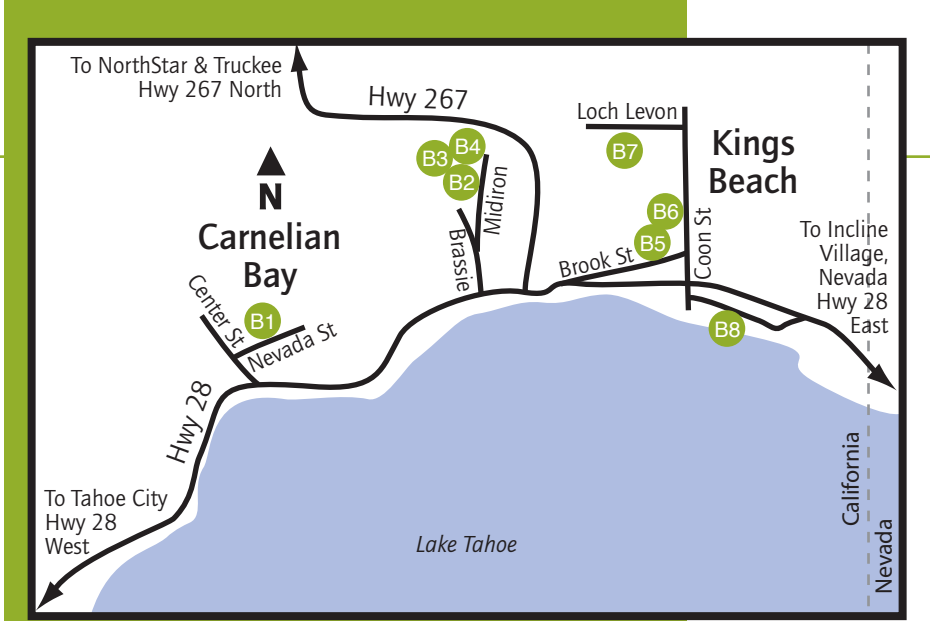 To NorthStar & Truckee
Hwy 267 North
Hwy 267
Loch Levon
Kings
Beach
B3
B4
B2
B7
Midiron
N
Carnelian
Bay
Brassie
B6
B5
Coon St
Brook St
To Incline
Village,
Nevada
Hwy 28
East
Center St
B1
Nevada St
B8
Hwy 28
To Tahoe City
Hwy 28
West
Lake Tahoe
California
Nevada